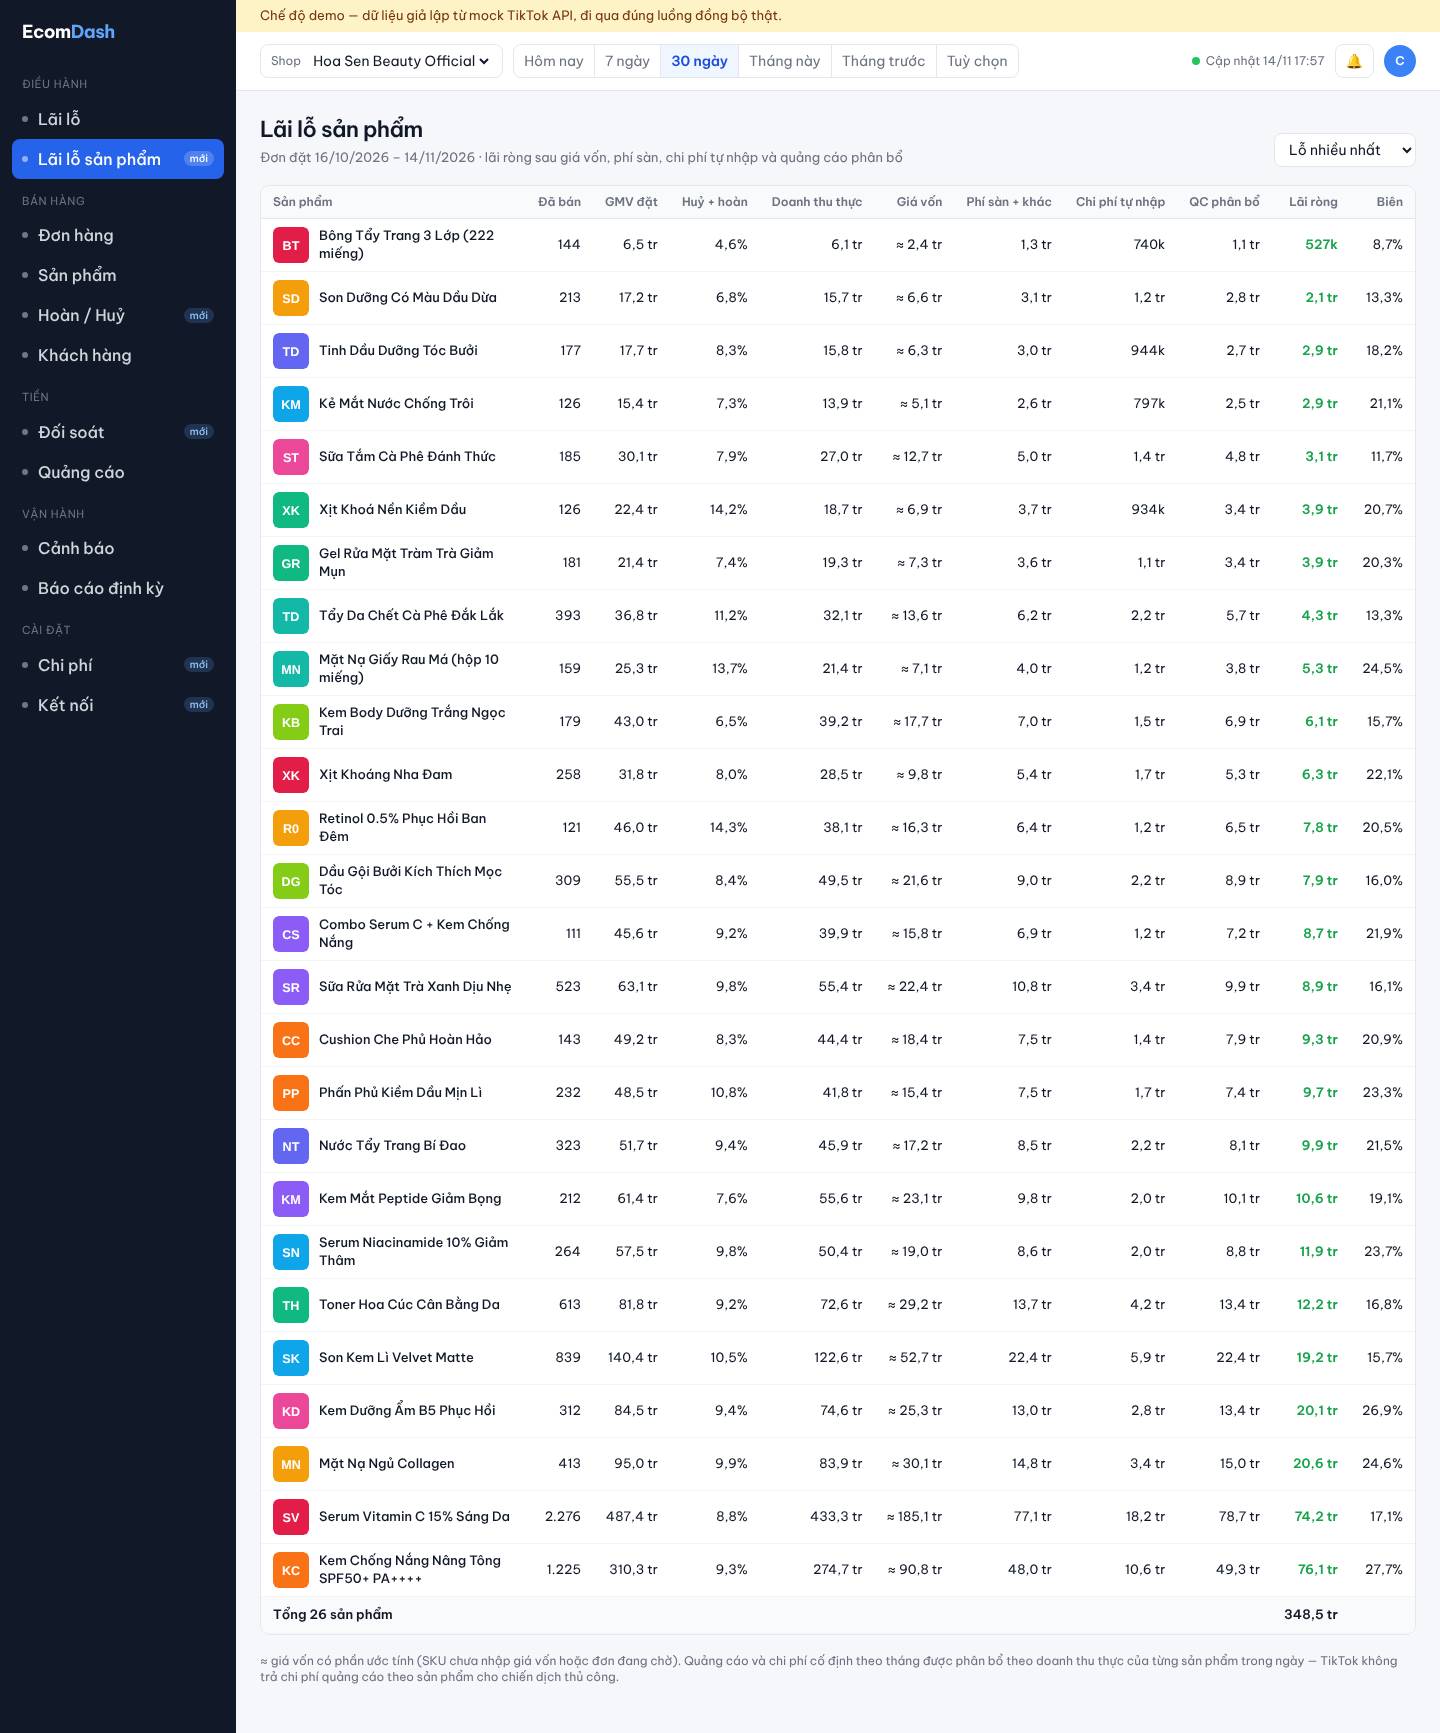 EcomDash
ĐIỀU HÀNH
Lãi lỗ
Lãi lỗ sản phẩm mới
BÁN HÀNG
Đơn hàng
Sản phẩm
Hoàn / Huỷ mới
Khách hàng
TIỀN
Đối soát mới
Quảng cáo
VẬN HÀNH
Cảnh báo
Báo cáo định kỳ
CÀI ĐẶT
Chi phí mới
Kết nối mới
Chế độ demo — dữ liệu giả lập từ mock TikTok API, đi qua đúng luồng đồng bộ thật.
Shop Hoa Sen Beauty Official Hôm nay 7 ngày 30 ngày Tháng này Tháng trước Tuỳ chọn Cập nhật 14/11 17:57 C
Lãi lỗ sản phẩm
Đơn đặt 16/10/2026 – 14/11/2026 · lãi ròng sau giá vốn, phí sàn, chi phí tự nhập và quảng cáo phân bổ
Lỗ nhiều nhất
Sản phẩm Đã bán GMV đặt Huỷ + hoàn Doanh thu thực Giá vốn Phí sàn + khác Chi phí tự nhập QC phân bổ Lãi ròng Biên
BT Bông Tẩy Trang 3 Lớp (222 miếng) 144 6,5 tr 4,6% 6,1 tr ≈ 2,4 tr 1,3 tr 740k 1,1 tr 527k 8,7%
SD Son Dưỡng Có Màu Dầu Dừa 213 17,2 tr 6,8% 15,7 tr ≈ 6,6 tr 3,1 tr 1,2 tr 2,8 tr 2,1 tr 13,3%
TD Tinh Dầu Dưỡng Tóc Bưởi 177 17,7 tr 8,3% 15,8 tr ≈ 6,3 tr 3,0 tr 944k 2,7 tr 2,9 tr 18,2%
KM Kẻ Mắt Nước Chống Trôi 126 15,4 tr 7,3% 13,9 tr ≈ 5,1 tr 2,6 tr 797k 2,5 tr 2,9 tr 21,1%
ST Sữa Tắm Cà Phê Đánh Thức 185 30,1 tr 7,9% 27,0 tr ≈ 12,7 tr 5,0 tr 1,4 tr 4,8 tr 3,1 tr 11,7%
XK Xịt Khoá Nền Kiềm Dầu 126 22,4 tr 14,2% 18,7 tr ≈ 6,9 tr 3,7 tr 934k 3,4 tr 3,9 tr 20,7%
GR Gel Rửa Mặt Tràm Trà Giảm Mụn 181 21,4 tr 7,4% 19,3 tr ≈ 7,3 tr 3,6 tr 1,1 tr 3,4 tr 3,9 tr 20,3%
TD Tẩy Da Chết Cà Phê Đắk Lắk 393 36,8 tr 11,2% 32,1 tr ≈ 13,6 tr 6,2 tr 2,2 tr 5,7 tr 4,3 tr 13,3%
MN Mặt Nạ Giấy Rau Má (hộp 10 miếng) 159 25,3 tr 13,7% 21,4 tr ≈ 7,1 tr 4,0 tr 1,2 tr 3,8 tr 5,3 tr 24,5%
KB Kem Body Dưỡng Trắng Ngọc Trai 179 43,0 tr 6,5% 39,2 tr ≈ 17,7 tr 7,0 tr 1,5 tr 6,9 tr 6,1 tr 15,7%
XK Xịt Khoáng Nha Đam 258 31,8 tr 8,0% 28,5 tr ≈ 9,8 tr 5,4 tr 1,7 tr 5,3 tr 6,3 tr 22,1%
R0 Retinol 0.5% Phục Hồi Ban Đêm 121 46,0 tr 14,3% 38,1 tr ≈ 16,3 tr 6,4 tr 1,2 tr 6,5 tr 7,8 tr 20,5%
DG Dầu Gội Bưởi Kích Thích Mọc Tóc 309 55,5 tr 8,4% 49,5 tr ≈ 21,6 tr 9,0 tr 2,2 tr 8,9 tr 7,9 tr 16,0%
CS Combo Serum C + Kem Chống Nắng 111 45,6 tr 9,2% 39,9 tr ≈ 15,8 tr 6,9 tr 1,2 tr 7,2 tr 8,7 tr 21,9%
SR Sữa Rửa Mặt Trà Xanh Dịu Nhẹ 523 63,1 tr 9,8% 55,4 tr ≈ 22,4 tr 10,8 tr 3,4 tr 9,9 tr 8,9 tr 16,1%
CC Cushion Che Phủ Hoàn Hảo 143 49,2 tr 8,3% 44,4 tr ≈ 18,4 tr 7,5 tr 1,4 tr 7,9 tr 9,3 tr 20,9%
PP Phấn Phủ Kiềm Dầu Mịn Lì 232 48,5 tr 10,8% 41,8 tr ≈ 15,4 tr 7,5 tr 1,7 tr 7,4 tr 9,7 tr 23,3%
NT Nước Tẩy Trang Bí Đao 323 51,7 tr 9,4% 45,9 tr ≈ 17,2 tr 8,5 tr 2,2 tr 8,1 tr 9,9 tr 21,5%
KM Kem Mắt Peptide Giảm Bọng 212 61,4 tr 7,6% 55,6 tr ≈ 23,1 tr 9,8 tr 2,0 tr 10,1 tr 10,6 tr 19,1%
SN Serum Niacinamide 10% Giảm Thâm 264 57,5 tr 9,8% 50,4 tr ≈ 19,0 tr 8,6 tr 2,0 tr 8,8 tr 11,9 tr 23,7%
TH Toner Hoa Cúc Cân Bằng Da 613 81,8 tr 9,2% 72,6 tr ≈ 29,2 tr 13,7 tr 4,2 tr 13,4 tr 12,2 tr 16,8%
SK Son Kem Lì Velvet Matte 839 140,4 tr 10,5% 122,6 tr ≈ 52,7 tr 22,4 tr 5,9 tr 22,4 tr 19,2 tr 15,7%
KD Kem Dưỡng Ẩm B5 Phục Hồi 312 84,5 tr 9,4% 74,6 tr ≈ 25,3 tr 13,0 tr 2,8 tr 13,4 tr 20,1 tr 26,9%
MN Mặt Nạ Ngủ Collagen 413 95,0 tr 9,9% 83,9 tr ≈ 30,1 tr 14,8 tr 3,4 tr 15,0 tr 20,6 tr 24,6%
SV Serum Vitamin C 15% Sáng Da 2.276 487,4 tr 8,8% 433,3 tr ≈ 185,1 tr 77,1 tr 18,2 tr 78,7 tr 74,2 tr 17,1%
KC Kem Chống Nắng Nâng Tông SPF50+ PA++++ 1.225 310,3 tr 9,3% 274,7 tr ≈ 90,8 tr 48,0 tr 10,6 tr 49,3 tr 76,1 tr 27,7%
Tổng 26 sản phẩm 348,5 tr
≈ giá vốn có phần ước tính (SKU chưa nhập giá vốn hoặc đơn đang chờ). Quảng cáo và chi phí cố định theo tháng được phân bổ theo doanh thu thực của từng sản phẩm trong ngày — TikTok không
trả chi phí quảng cáo theo sản phẩm cho chiến dịch thủ công.